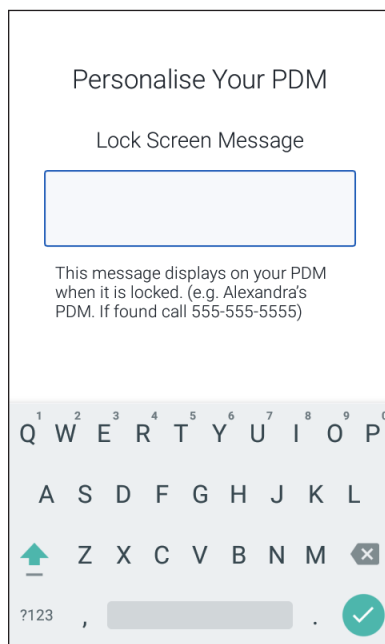 Personalise Your PDM
Lock Screen Message
This message displays on your PDM
when it is locked. (e.g. Alexandra's
PDM. If found call 555-555-5555)
1 2 3 4 5 6 7 8 9 0
Q W E R T Y U I O P
A S D F G H J K L
Z X C V B N M
?123 , .